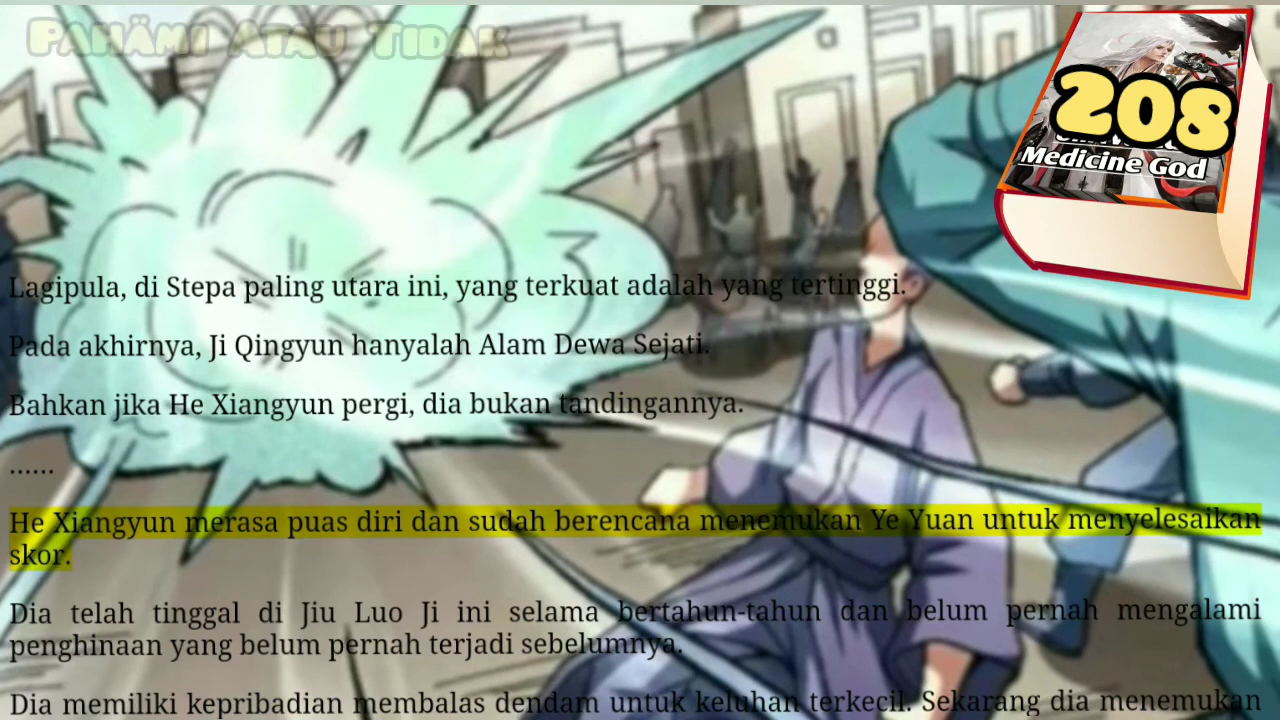 Pahämi Atau Tidak
208
Medicine God
Lagipula, di Stepa paling utara ini, yang terkuat adalah yang tertinggi.
Pada akhirnya, Ji Qingyun hanyalah Alam Dewa Sejati.
Bahkan jika He Xiangyun pergi, dia bukan tandingannya.
......
He Xiangyun merasa puas diri dan sudah berencana menemukan Ye Yuan untuk menyelesaikan
skor.
Dia telah tinggal di Jiu Luo Ji ini selama bertahun-tahun dan belum pernah mengalami
penghinaan yang belum pernah terjadi sebelumnya.
Dia memiliki kepribadian membalas dendam untuk keluhan terkecil. Sekarang dia menemukan